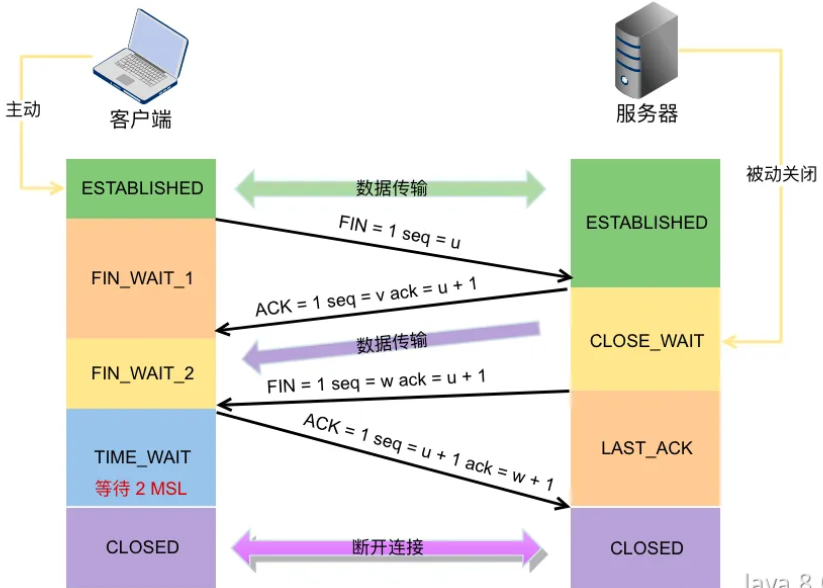 客户端
服务器
主动
被动关闭
ESTABLISHED
数据传输
ESTABLISHED
FIN = 1 seq = u
FIN_WAIT_1
ACK = 1 seq = v ack = u + 1
数据传输
CLOSE_WAIT
FIN_WAIT_2
FIN = 1 seq = w ack = u + 1
ACK = 1 seq = u + 1 ack = w + 1
TIME_WAIT
等待 2 MSL
LAST_ACK
CLOSED
断开连接
CLOSED
Java 8